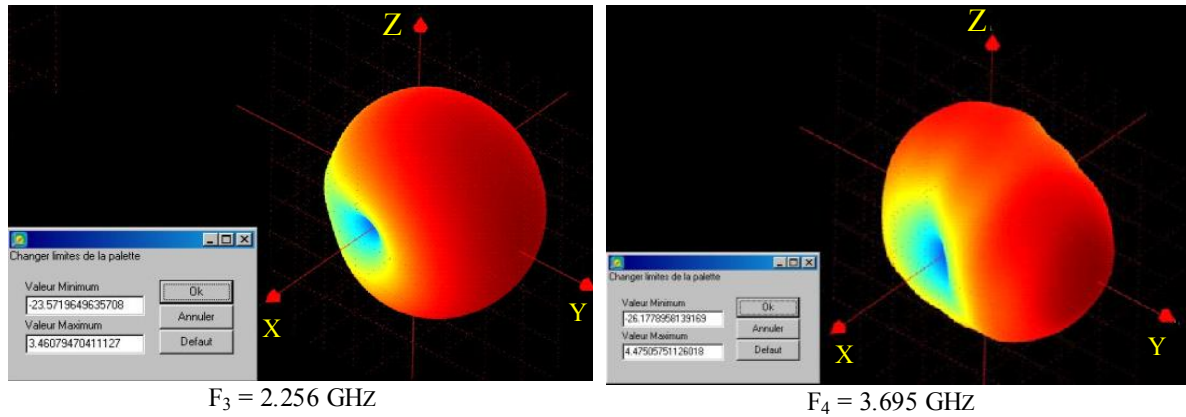 Z
X
Y
Changer limites de la palette
Valeur Minimum
-23.5719649635708
Valeur Maximum
3.46079470411127
Ok
Annuler
Defaut
F3 = 2.256 GHz
Z
X
Y
Changer limites de la palette
Valeur Minimum
-26.1778958139169
Valeur Maximum
4.47505751126018
Ok
Annuler
Defaut
F4 = 3.695 GHz